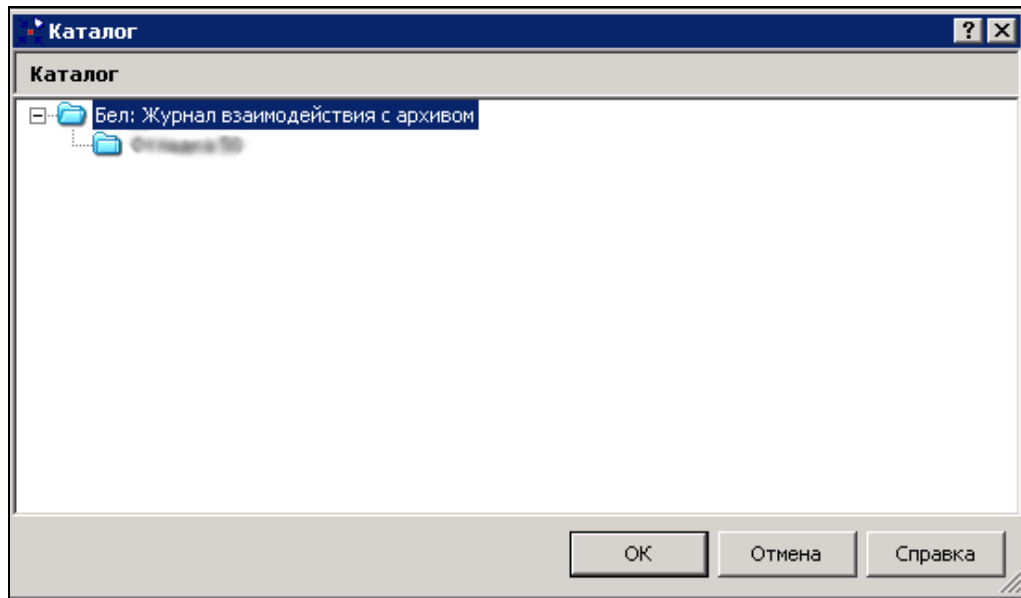 Каталог
Каталог
Бел: Журнал взаимодействия с архивом
ОК
Отмена
Справка